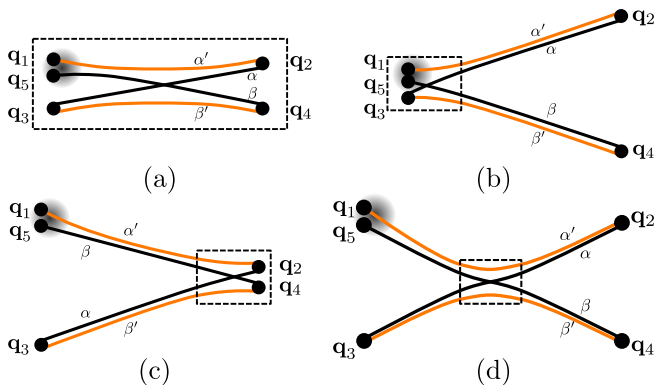 q₁ α′ q₂
q₅ α
β
q₃ β′ q₄
(a)
q₂
α′
α
q₁
q₅
q₃
β
β′
q₄
(b)
q₁
q₅ α′
β
q₂
q₄
α
β′
q₃
(c)
q₁
q₅
q₂
α′
α
β
β′
q₃ q₄
(d)